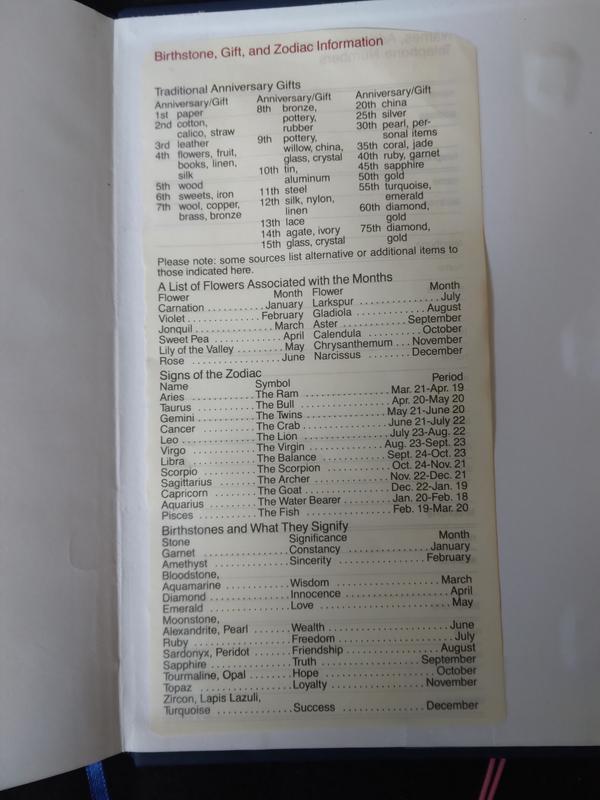 Birthstone, Gift, and Zodiac Information
Traditional Anniversary Gifts
Anniversary/Gift
1st paper
2nd cotton,
calico, straw
3rd leather
4th flowers, fruit,
books, linen,
silk
5th wood
6th sweets, iron
7th wool, copper,
brass, bronze
Anniversary/Gift
8th bronze,
pottery,
rubber
9th pottery,
willow, china,
glass, crystal
10th tin,
aluminum
11th steel
12th silk, nylon,
linen
13th lace
14th agate, ivory
15th glass, crystal
Anniversary/Gift
20th china
25th silver
30th pearl, per-
sonal items
35th coral, jade
40th ruby, garnet
45th sapphire
50th gold
55th turquoise,
emerald
60th diamond,
gold
75th diamond,
gold
Please note: some sources list alternative or additional items to
those indicated here.
A List of Flowers Associated with the Months
Flower Month Flower Month
Carnation .......... January Larkspur .............. July
Violet .............. February Gladiola .......... August
Jonquil .............. March Aster ............ September
Sweet Pea ............ April Calendula .......... October
Lily of the Valley ........ May Chrysanthemum ... November
Rose ................ June Narcissus ........ December
Signs of the Zodiac
Name Symbol Period
Aries .......... The Ram .............. Mar. 21-Apr. 19
Taurus .......... The Bull .............. Apr. 20-May 20
Gemini .......... The Twins .............. May 21-June 20
Cancer .......... The Crab .............. June 21-July 22
Leo .......... The Lion .............. July 23-Aug. 22
Virgo .......... The Virgin .............. Aug. 23-Sept. 23
Libra .......... The Balance .............. Sept. 24-Oct. 23
Scorpio .......... The Scorpion .............. Oct. 24-Nov. 21
Sagittarius ........ The Archer .............. Nov. 22-Dec. 21
Capricorn ........ The Goat .............. Dec. 22-Jan. 19
Aquarius .......... The Water Bearer .......... Jan. 20-Feb. 18
Pisces .......... The Fish .............. Feb. 19-Mar. 20
Birthstones and What They Signify
Stone Significance Month
Garnet .............. Constancy .............. January
Amethyst .............. Sincerity .............. February
Bloodstone,
Aquamarine .......... Wisdom .............. March
Diamond .............. Innocence .............. April
Emerald .............. Love .............. May
Moonstone,
Alexandrite, Pearl ....... Wealth .............. June
Ruby .............. Freedom .............. July
Sardonyx, Peridot ....... Friendship .............. August
Sapphire .............. Truth .............. September
Tourmaline, Opal ....... Hope .............. October
Topaz .............. Loyalty .............. November
Zircon, Lapis Lazuli,
Turquoise .............. Success .............. December